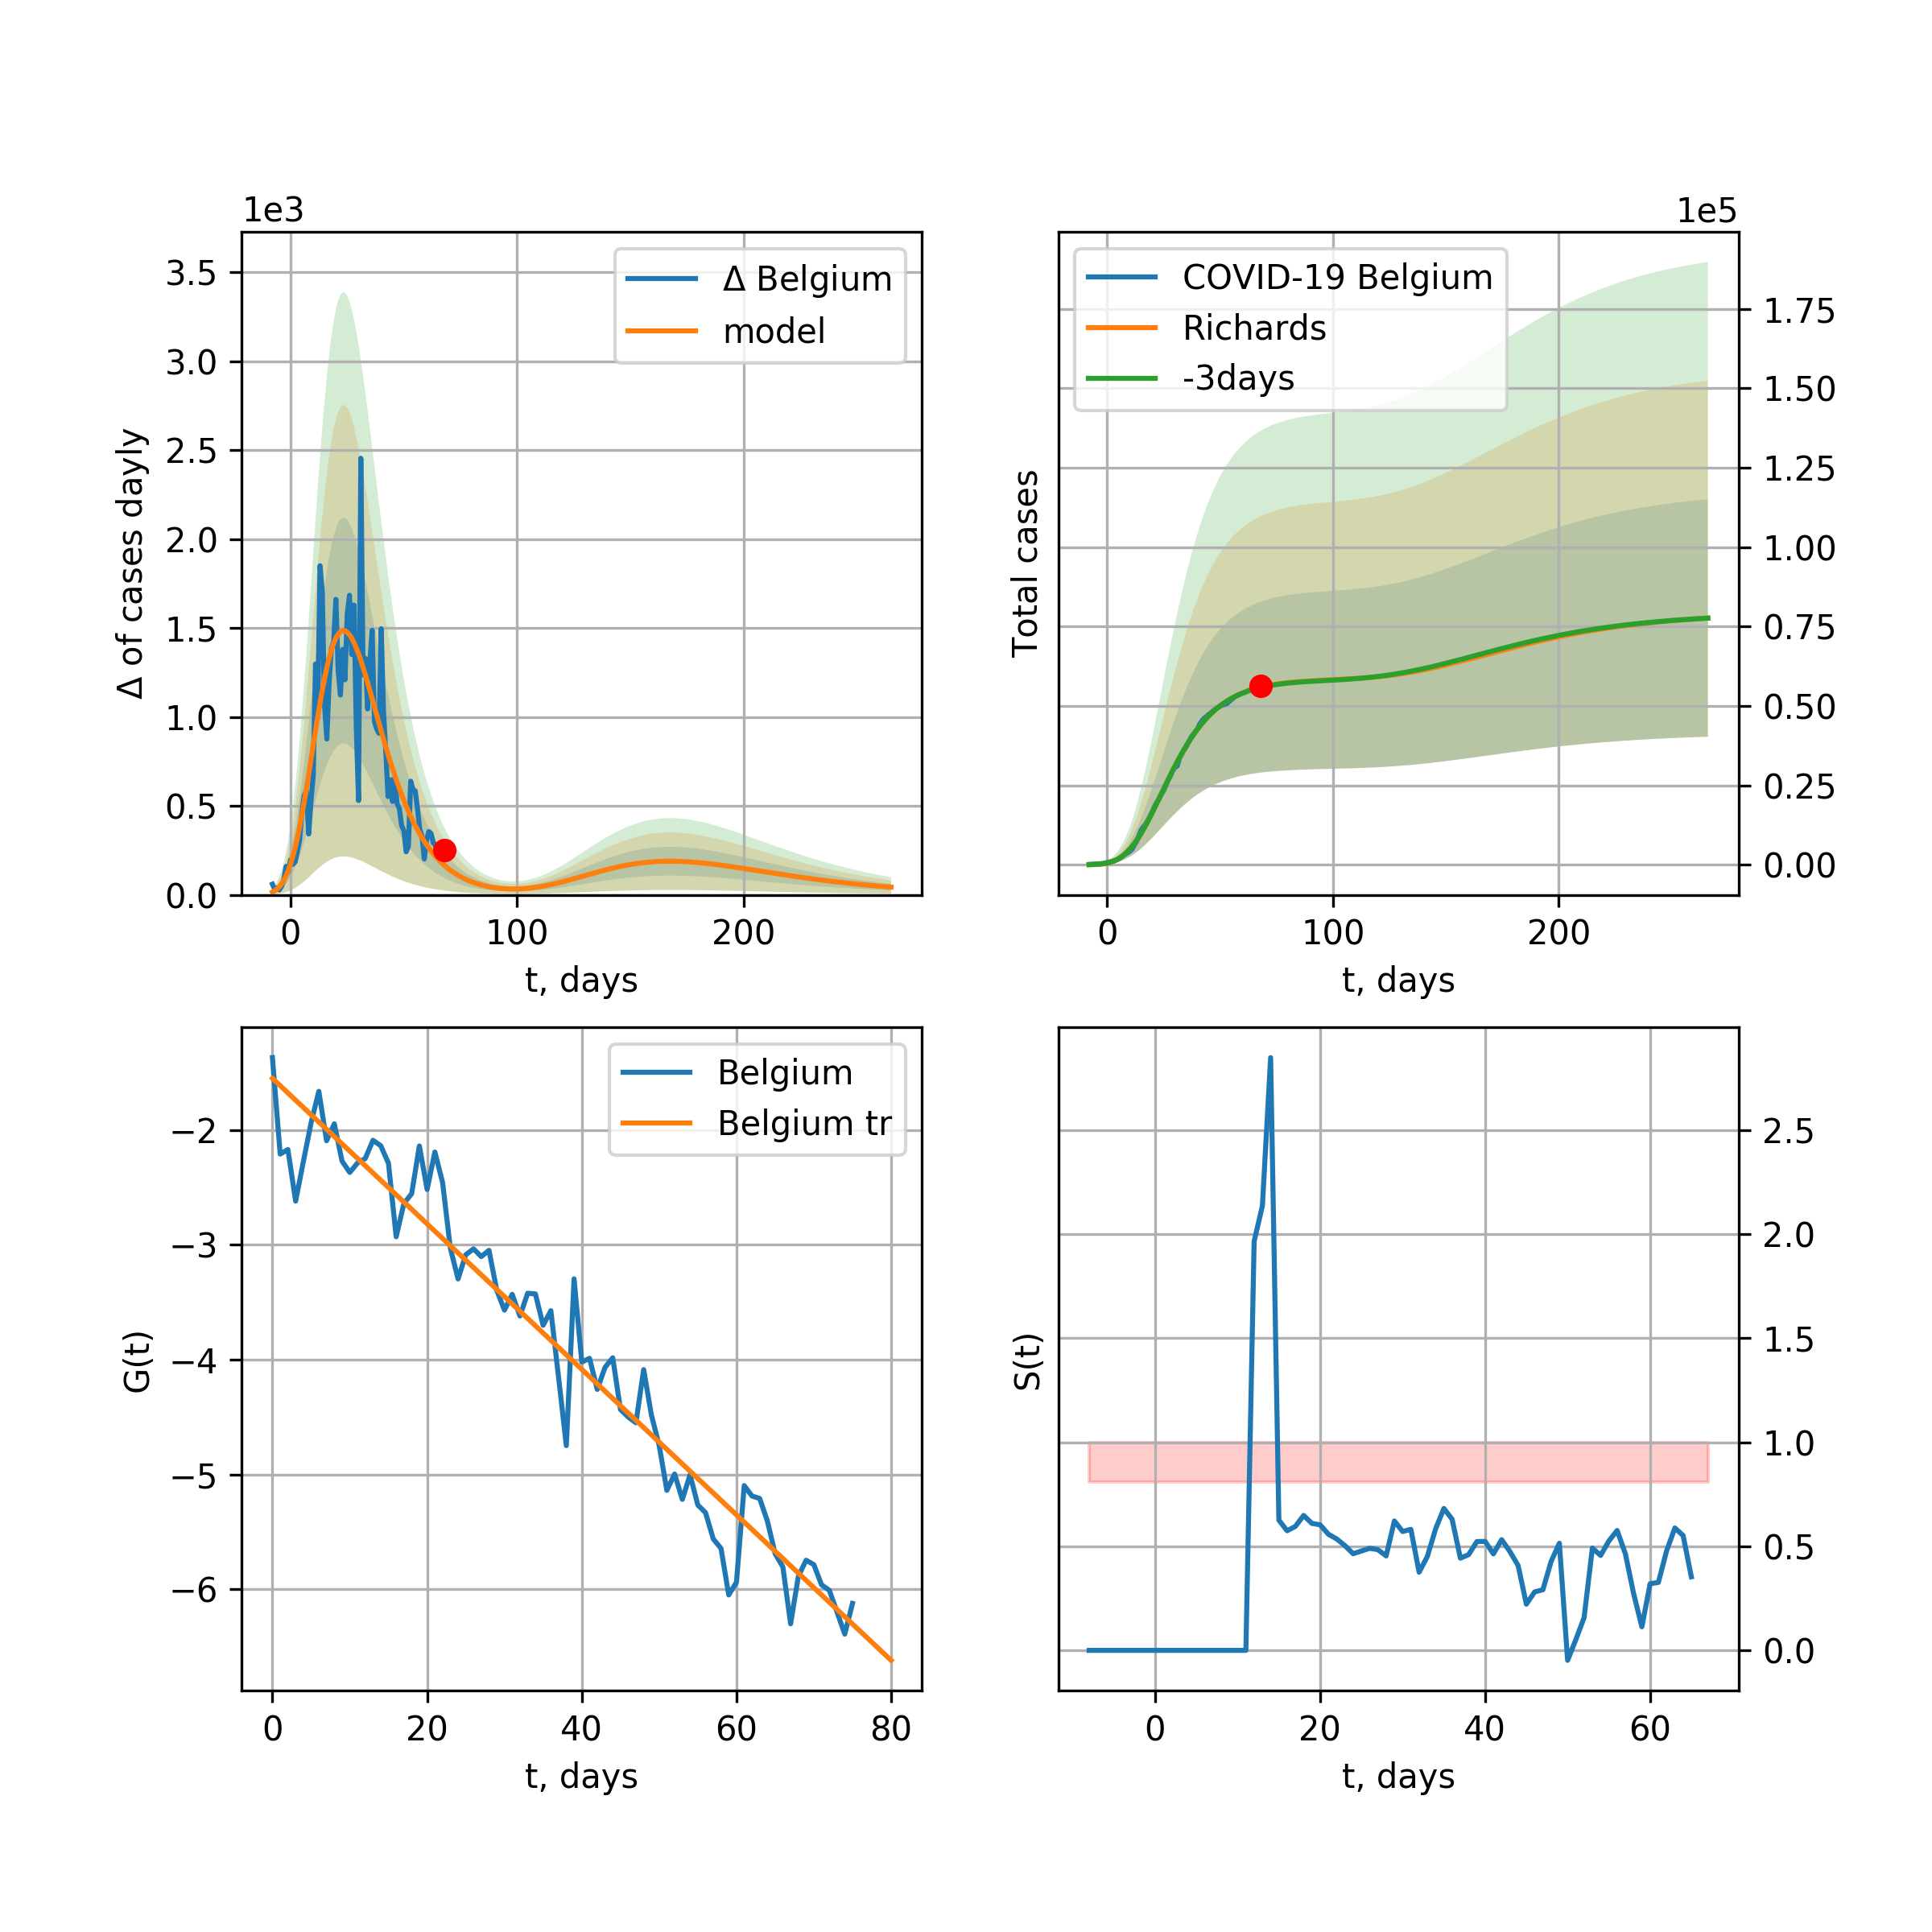 1e3
Δ of cases dayly
3.5
3.0
2.5
2.0
1.5
1.0
0.5
0.0
Δ Belgium
model
0
100
200
t, days
1e5
Total cases
COVID-19 Belgium
Richards
-3days
1.75
1.50
1.25
1.00
0.75
0.50
0.25
0.00
0
100
200
t, days
G(t)
−2
−3
−4
−5
−6
Belgium
Belgium tr
0
20
40
60
80
t, days
S(t)
2.5
2.0
1.5
1.0
0.5
0.0
0
20
40
60
t, days